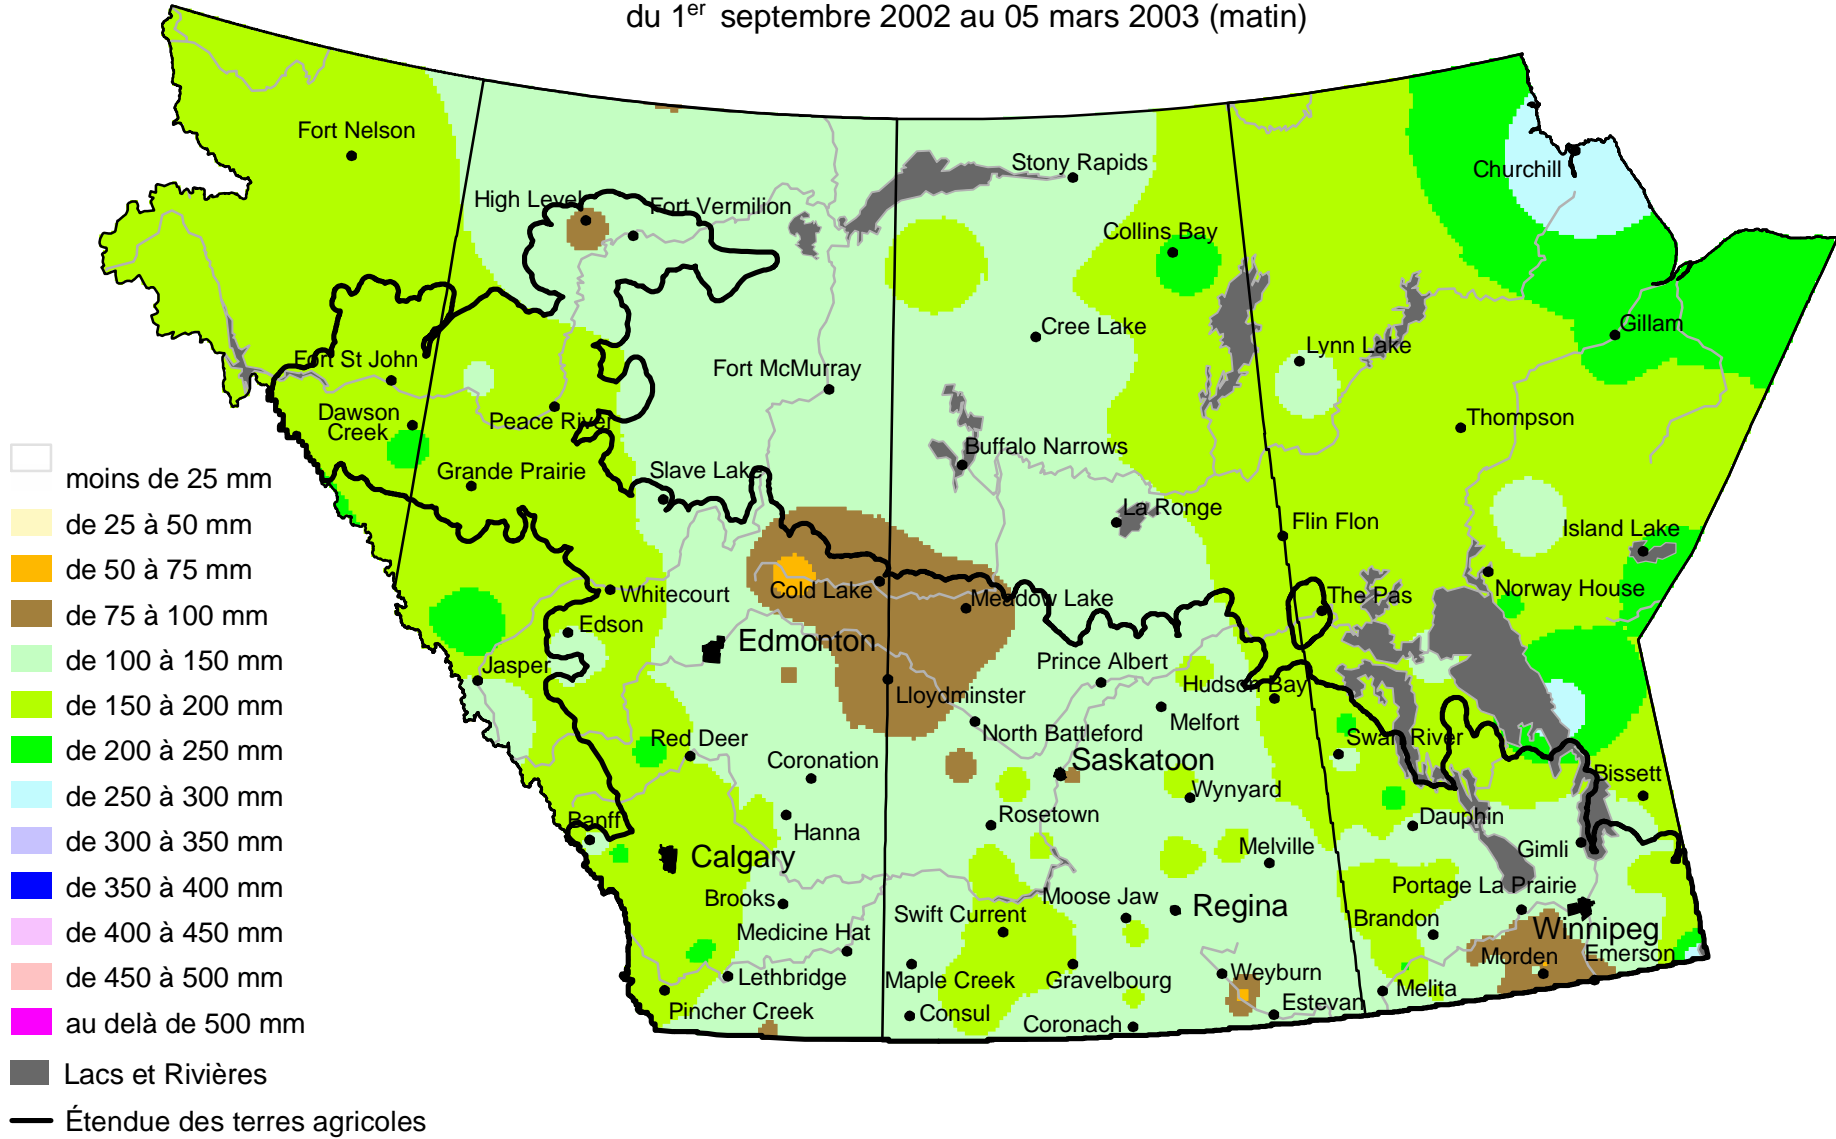 du 1er septembre 2002 au 05 mars 2003 (matin)
Fort Nelson
Stony Rapids
Churchill
High Level
Fort Vermilion
Collins Bay
Cree Lake
Gillam
Lynn Lake
Fort St John
Fort McMurray
Dawson
Creek
Peace River
Thompson
Buffalo Narrows
Grande Prairie
Slave Lake
La Ronge
Flin Flon
Island Lake
Cold Lake
Whitecourt
Meadow Lake
The Pas
Norway House
Edson
Edmonton
Jasper
Prince Albert
Hudson Bay
Lloydminster
Melfort
North Battleford
Red Deer
Swan River
Coronation
Saskatoon
Bissett
Wynyard
Banff
Hanna
Rosetown
Dauphin
Calgary
Melville
Gimli
Brooks
Moose Jaw
Portage La Prairie
Swift Current
Regina
Brandon
Medicine Hat
Winnipeg
Lethbridge
Maple Creek
Gravelbourg
Weyburn
Morden
Emerson
Melita
Pincher Creek
Consul
Coronach
Estevan
moins de 25 mm
de 25 à 50 mm
de 50 à 75 mm
de 75 à 100 mm
de 100 à 150 mm
de 150 à 200 mm
de 200 à 250 mm
de 250 à 300 mm
de 300 à 350 mm
de 350 à 400 mm
de 400 à 450 mm
de 450 à 500 mm
au delà de 500 mm
Lacs et Rivières
Étendue des terres agricoles